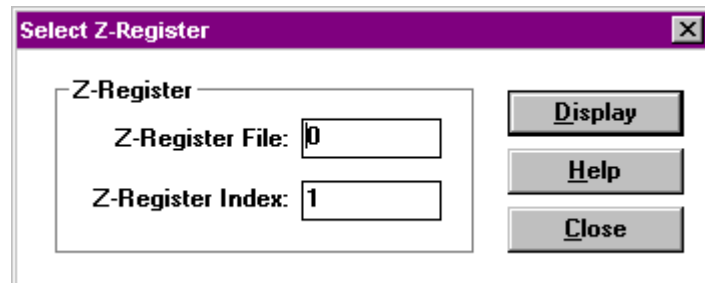 Select Z-Register
Z-Register
Z-Register File: 0
Z-Register Index: 1
Display
Help
Close